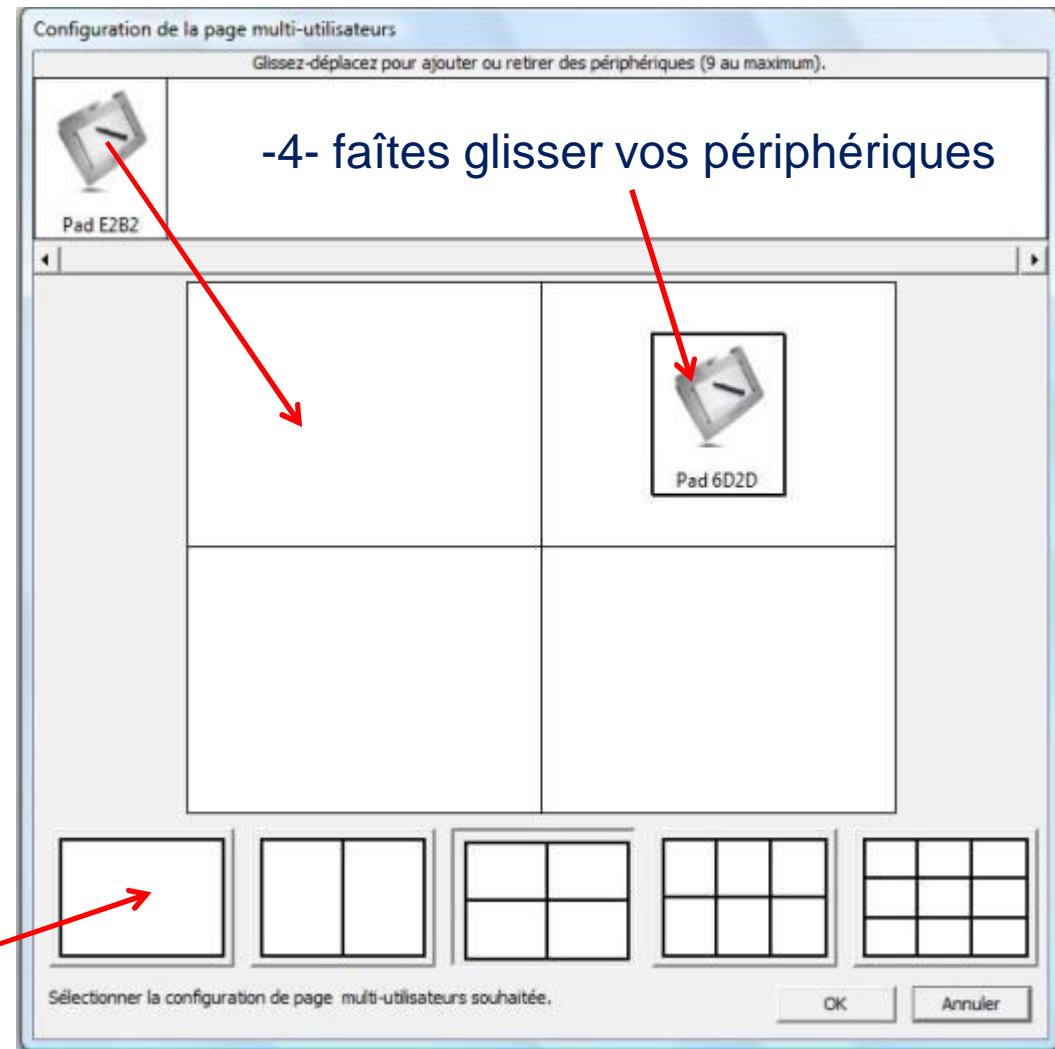 Configuration de la page multi-utilisateurs
Glissez-déplacez pour ajouter ou retirer des périphériques (9 au maximum).
-4- faîtes glisser vos périphériques
Pad E2B2
Pad 6D2D
Sélectionner la configuration de page multi-utilisateurs souhaitée.
OK
Annuler